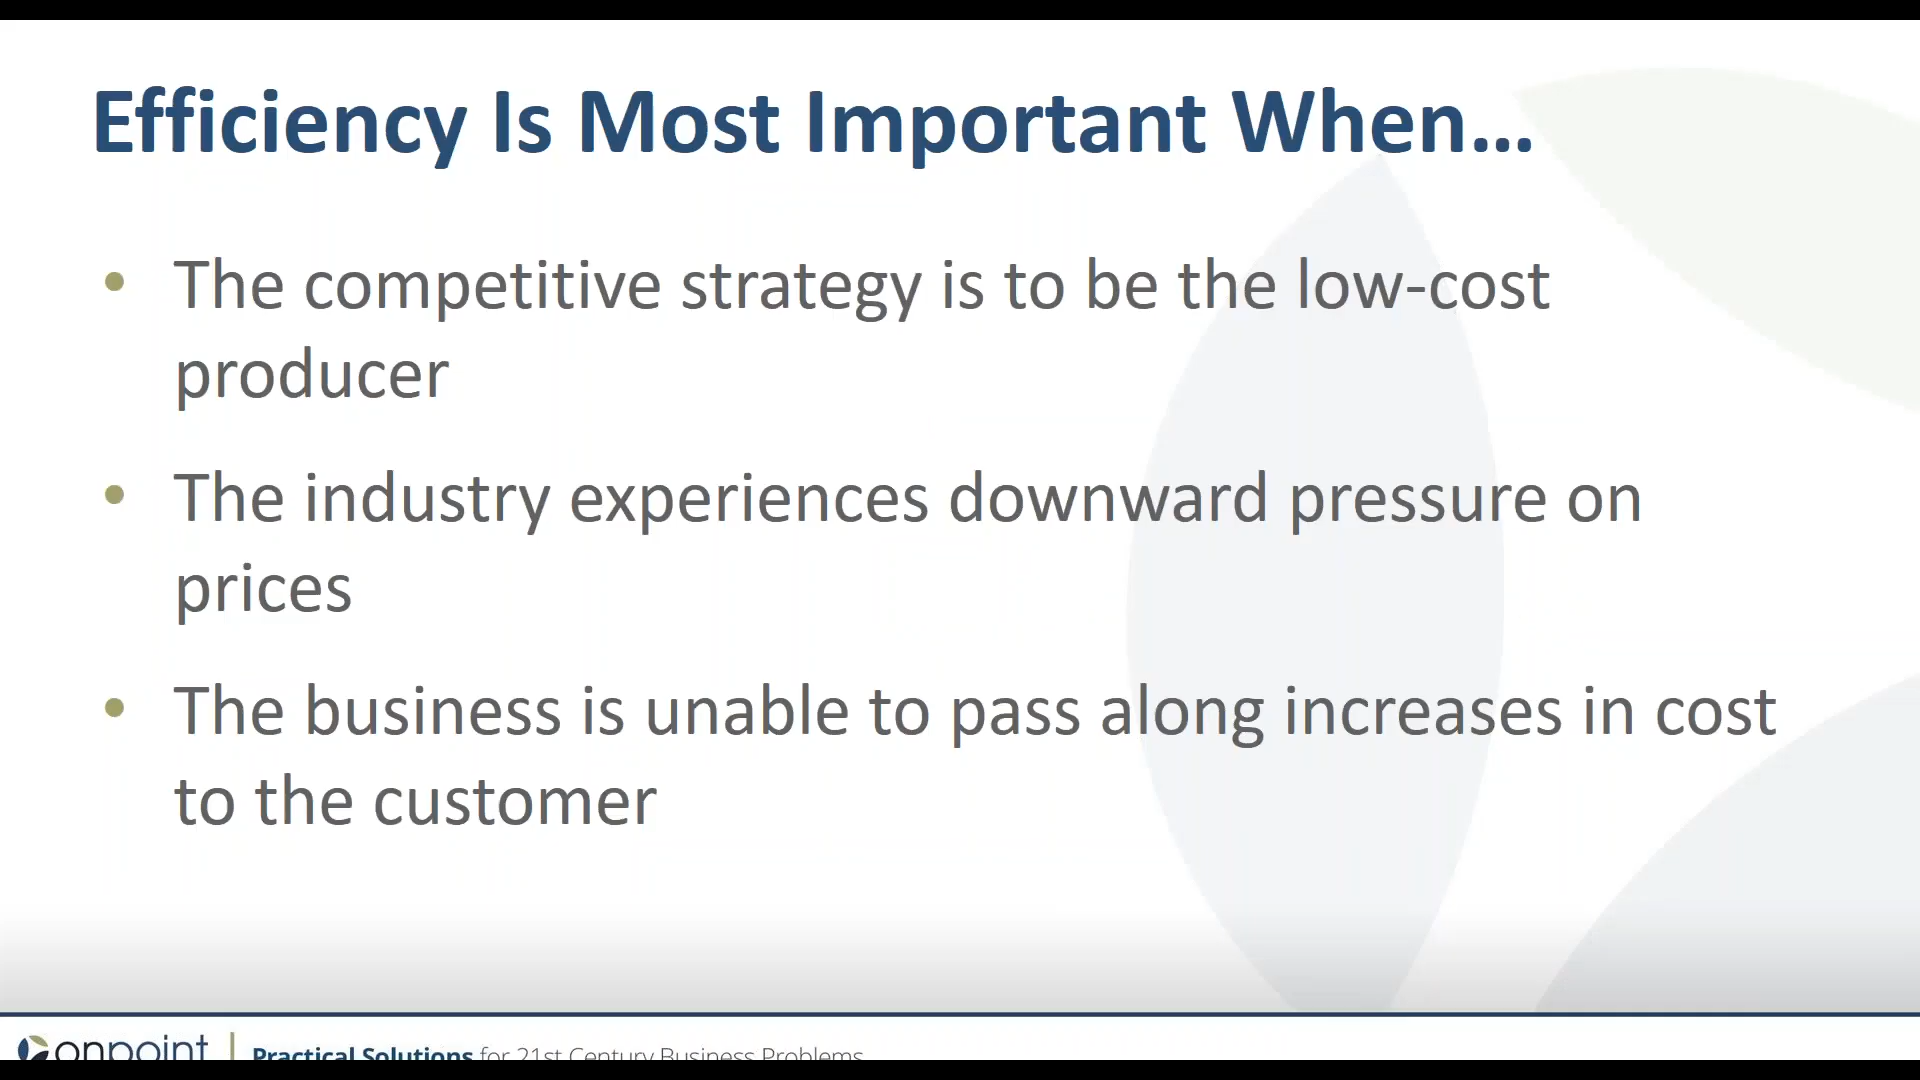 Efficiency Is Most Important When…
• The competitive strategy is to be the low-cost
producer
• The industry experiences downward pressure on
prices
• The business is unable to pass along increases in cost
to the customer
onpoint | Practical Solutions for 21st Century Business Problems